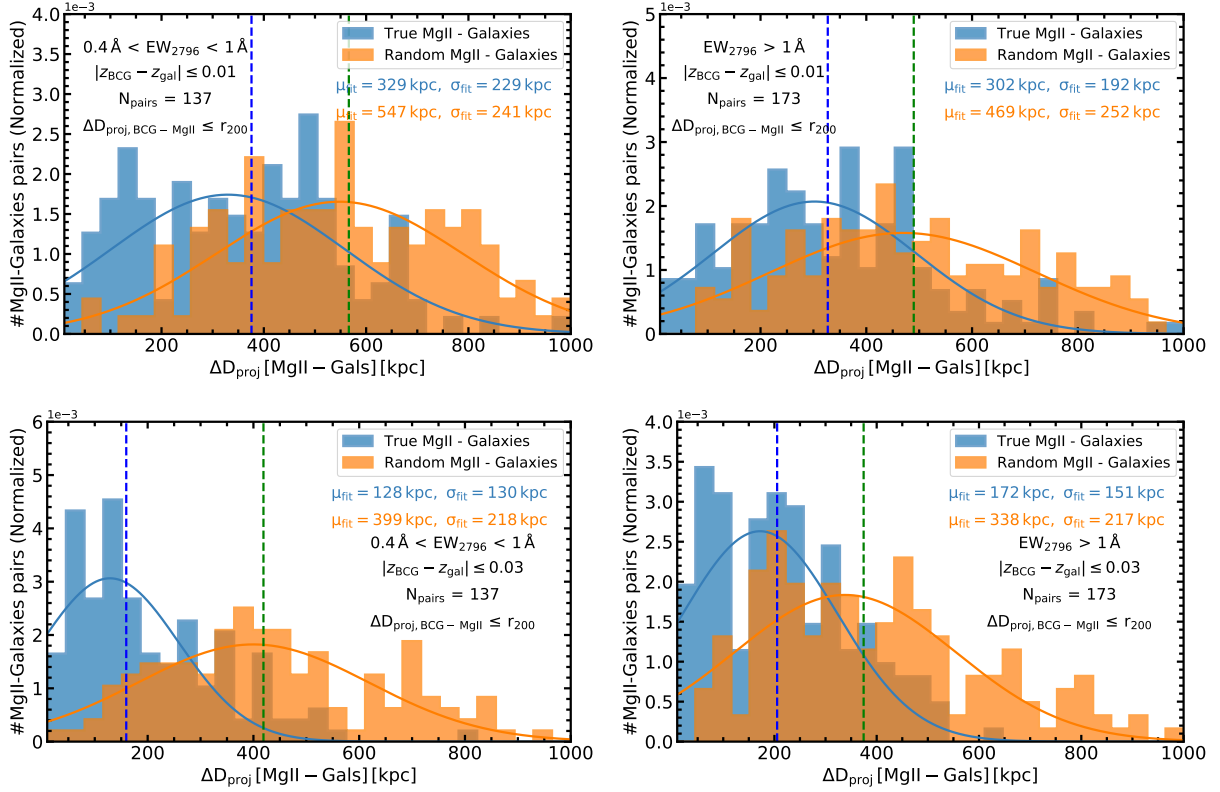 1e−3
#MgII-Galaxies pairs (Normalized)
4.0
3.5
3.0
2.5
2.0
1.5
1.0
0.5
0.0
0.4 Å < EW2796 < 1 Å
|zBCG − zgal| ≤ 0.01
Npairs = 137
ΔDproj, BCG − MgII ≤ r200
True MgII - Galaxies
Random MgII - Galaxies
μfit = 329 kpc, σfit = 229 kpc
μfit = 547 kpc, σfit = 241 kpc
200 400 600 800 1000
ΔDproj [MgII − Gals] [kpc]
1e−3
#MgII-Galaxies pairs (Normalized)
5
4
3
2
1
0
EW2796 > 1 Å
|zBCG − zgal| ≤ 0.01
Npairs = 173
ΔDproj, BCG − MgII ≤ r200
True MgII - Galaxies
Random MgII - Galaxies
μfit = 302 kpc, σfit = 192 kpc
μfit = 469 kpc, σfit = 252 kpc
200 400 600 800 1000
ΔDproj [MgII − Gals] [kpc]
1e−3
#MgII-Galaxies pairs (Normalized)
6
5
4
3
2
1
0
True MgII - Galaxies
Random MgII - Galaxies
μfit = 128 kpc, σfit = 130 kpc
μfit = 399 kpc, σfit = 218 kpc
0.4 Å < EW2796 < 1 Å
|zBCG − zgal| ≤ 0.03
Npairs = 137
ΔDproj, BCG − MgII ≤ r200
200 400 600 800 1000
ΔDproj [MgII − Gals] [kpc]
1e−3
#MgII-Galaxies pairs (Normalized)
4.0
3.5
3.0
2.5
2.0
1.5
1.0
0.5
0.0
True MgII - Galaxies
Random MgII - Galaxies
μfit = 172 kpc, σfit = 151 kpc
μfit = 338 kpc, σfit = 217 kpc
EW2796 > 1 Å
|zBCG − zgal| ≤ 0.03
Npairs = 173
ΔDproj, BCG − MgII ≤ r200
200 400 600 800 1000
ΔDproj [MgII − Gals] [kpc]